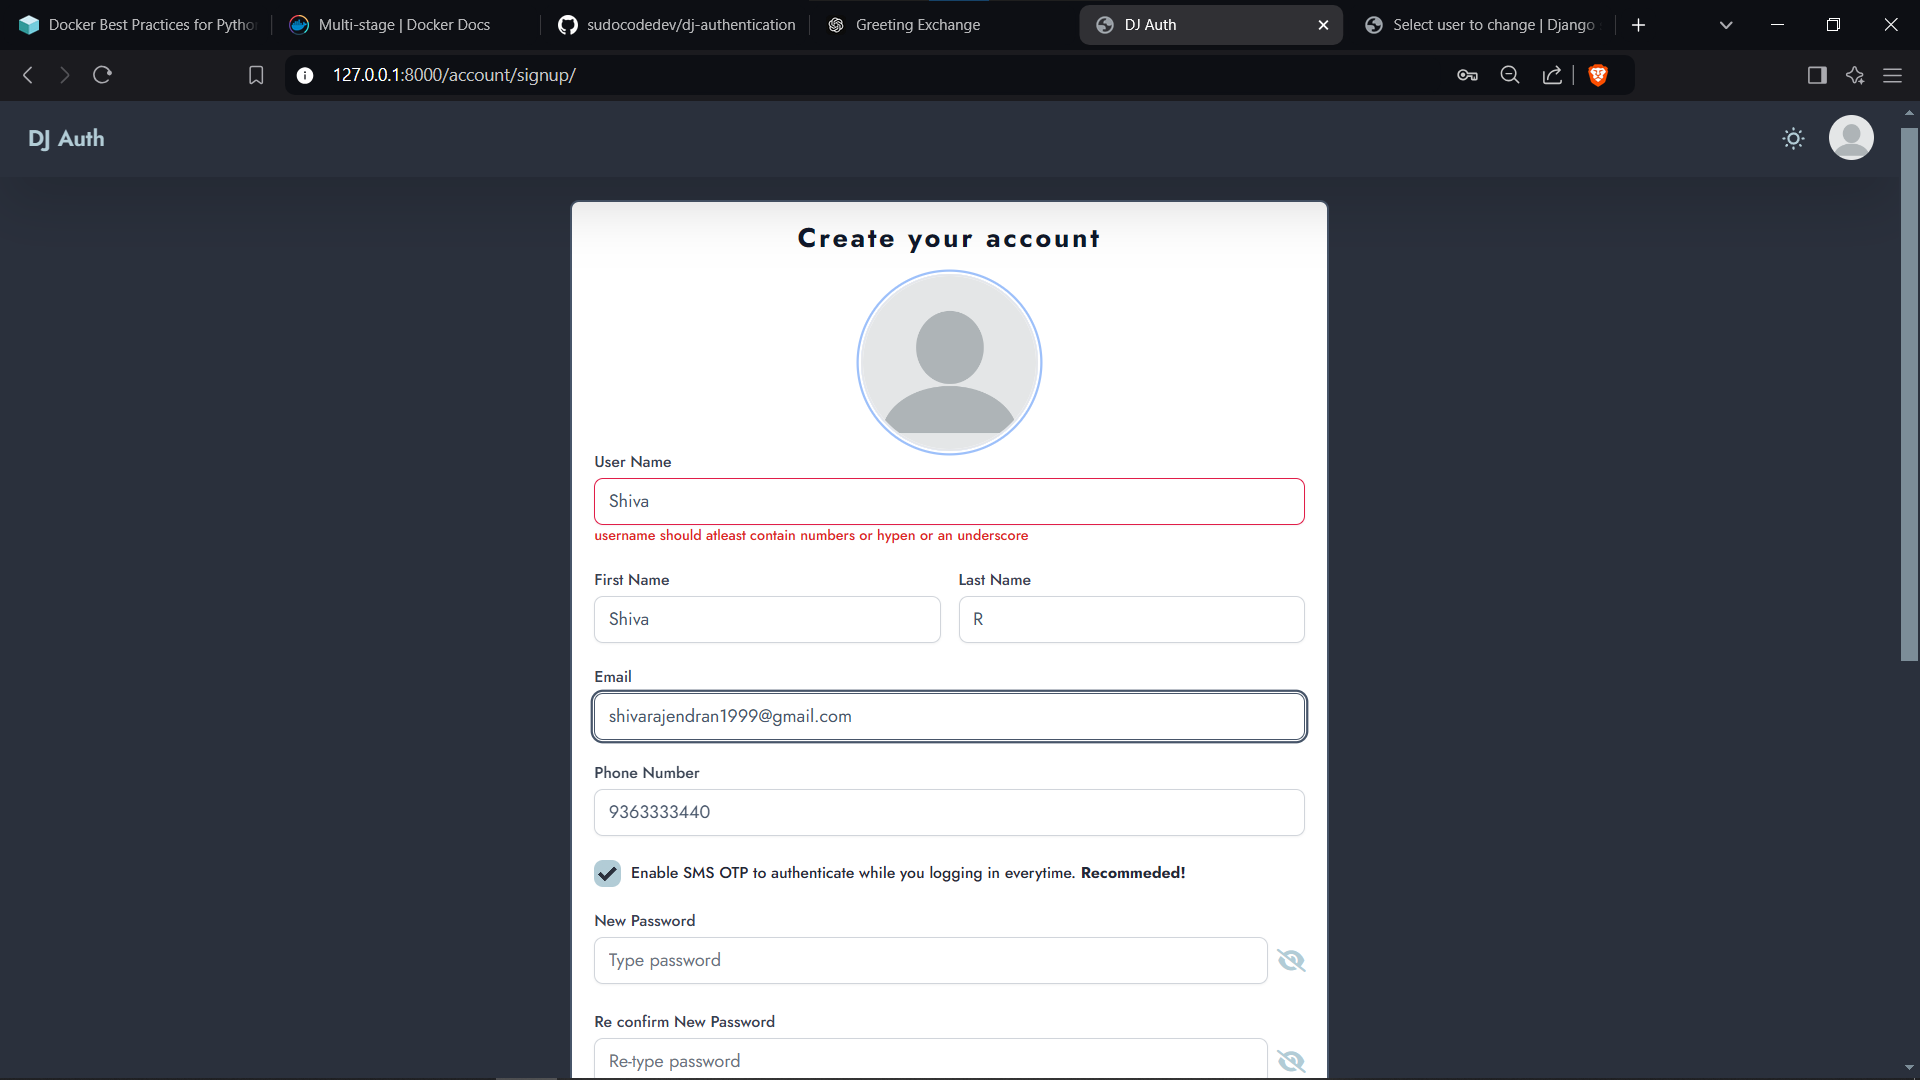 Docker Best Practices for Pytho
Multi-stage | Docker Docs
sudocodedev/dj-authentication
Greeting Exchange
DJ Auth
Select user to change | Django
127.0.0.1:8000/account/signup/
DJ Auth
Create your account
User Name
Shiva
username should atleast contain numbers or hypen or an underscore
First Name
Last Name
Shiva
R
Email
shivarajendran1999@gmail.com
Phone Number
9363333440
Enable SMS OTP to authenticate while you logging in everytime. Recommeded!
New Password
Type password
Re confirm New Password
Re-type password